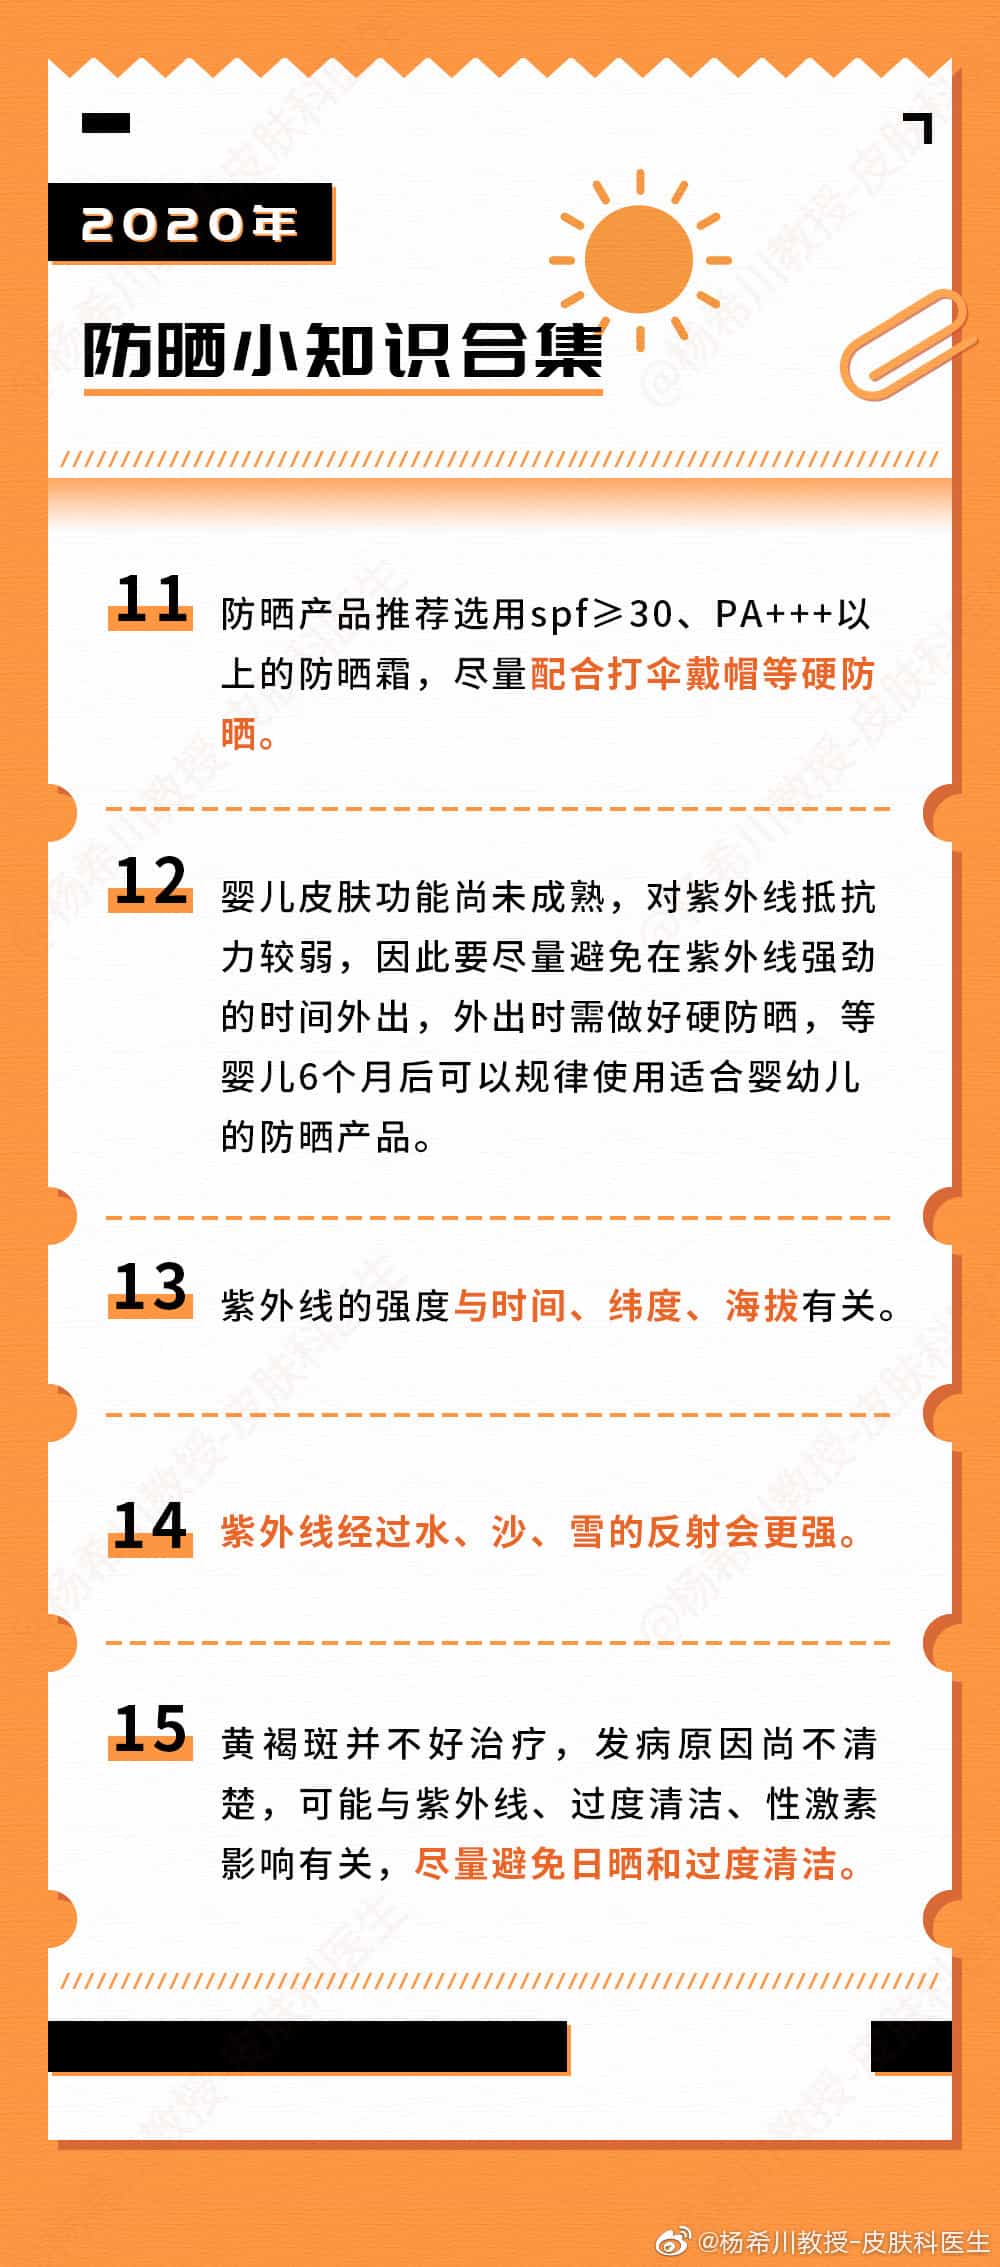 2020年
防晒小知识合集
11
防晒产品推荐选用spf≥30、PA+++以
上的防晒霜，尽量配合打伞戴帽等硬防
晒。
12
婴儿皮肤功能尚未成熟，对紫外线抵抗
力较弱，因此要尽量避免在紫外线强劲
的时间外出，外出时需做好硬防晒，等
婴儿6个月后可以规律使用适合婴幼儿
的防晒产品。
13
紫外线的强度与时间、纬度、海拔有关。
14
紫外线经过水、沙、雪的反射会更强。
15
黄褐斑并不好治疗，发病原因尚不清
楚，可能与紫外线、过度清洁、性激素
影响有关，尽量避免日晒和过度清洁。
@杨希川教授-皮肤科医生